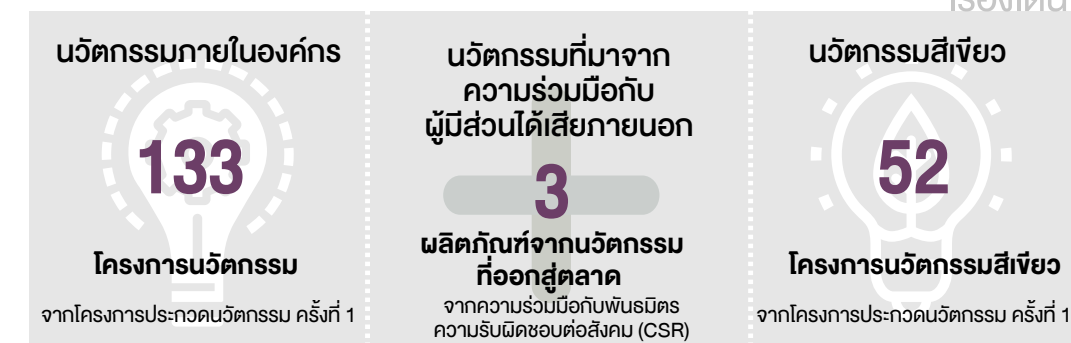 นวัตกรรมภายในองค์กร
133
โครงการนวัตกรรม
จากโครงการประกวดนวัตกรรม ครั้งที่ 1
นวัตกรรมที่มาจาก
ความร่วมมือกับ
ผู้มีส่วนได้เสียภายนอก
3
ผลิตภัณฑ์จากนวัตกรรม
ที่ออกสู่ตลาด
จากความร่วมมือกับพันธมิตร
ความรับผิดชอบต่อสังคม (CSR)
นวัตกรรมสีเขียว
52
โครงการนวัตกรรมสีเขียว
จากโครงการประกวดนวัตกรรม ครั้งที่ 1